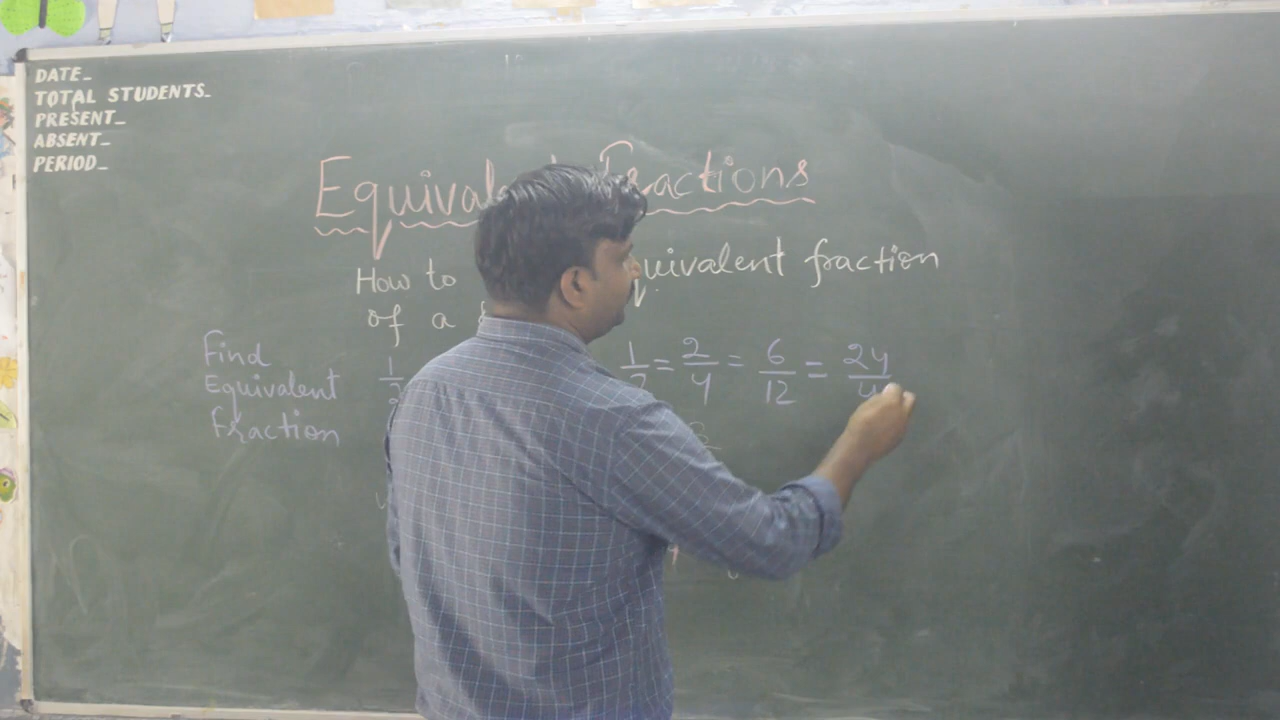 DATE_
TOTAL STUDENTS_
PRESENT_
ABSENT_
PERIOD_
Equival Fractions
How to quivalent fraction
of a
Find
Equivalent
fraction
1/2 = 2/4 = 6/12 = 24/4